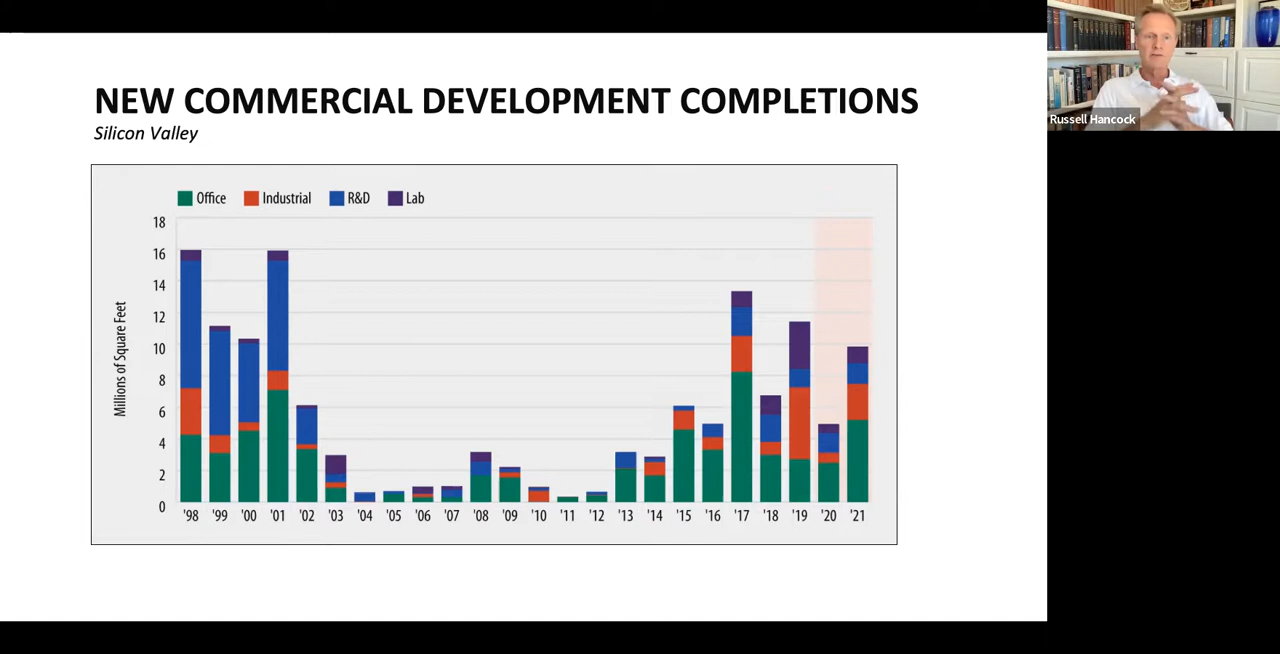 NEW COMMERCIAL DEVELOPMENT COMPLETIONS
Silicon Valley
Russell Hancock
Office Industrial R&D Lab
Millions of Square Feet
18
16
14
12
10
8
6
4
2
0
'98 '99 '00 '01 '02 '03 '04 '05 '06 '07 '08 '09 '10 '11 '12 '13 '14 '15 '16 '17 '18 '19 '20 '21